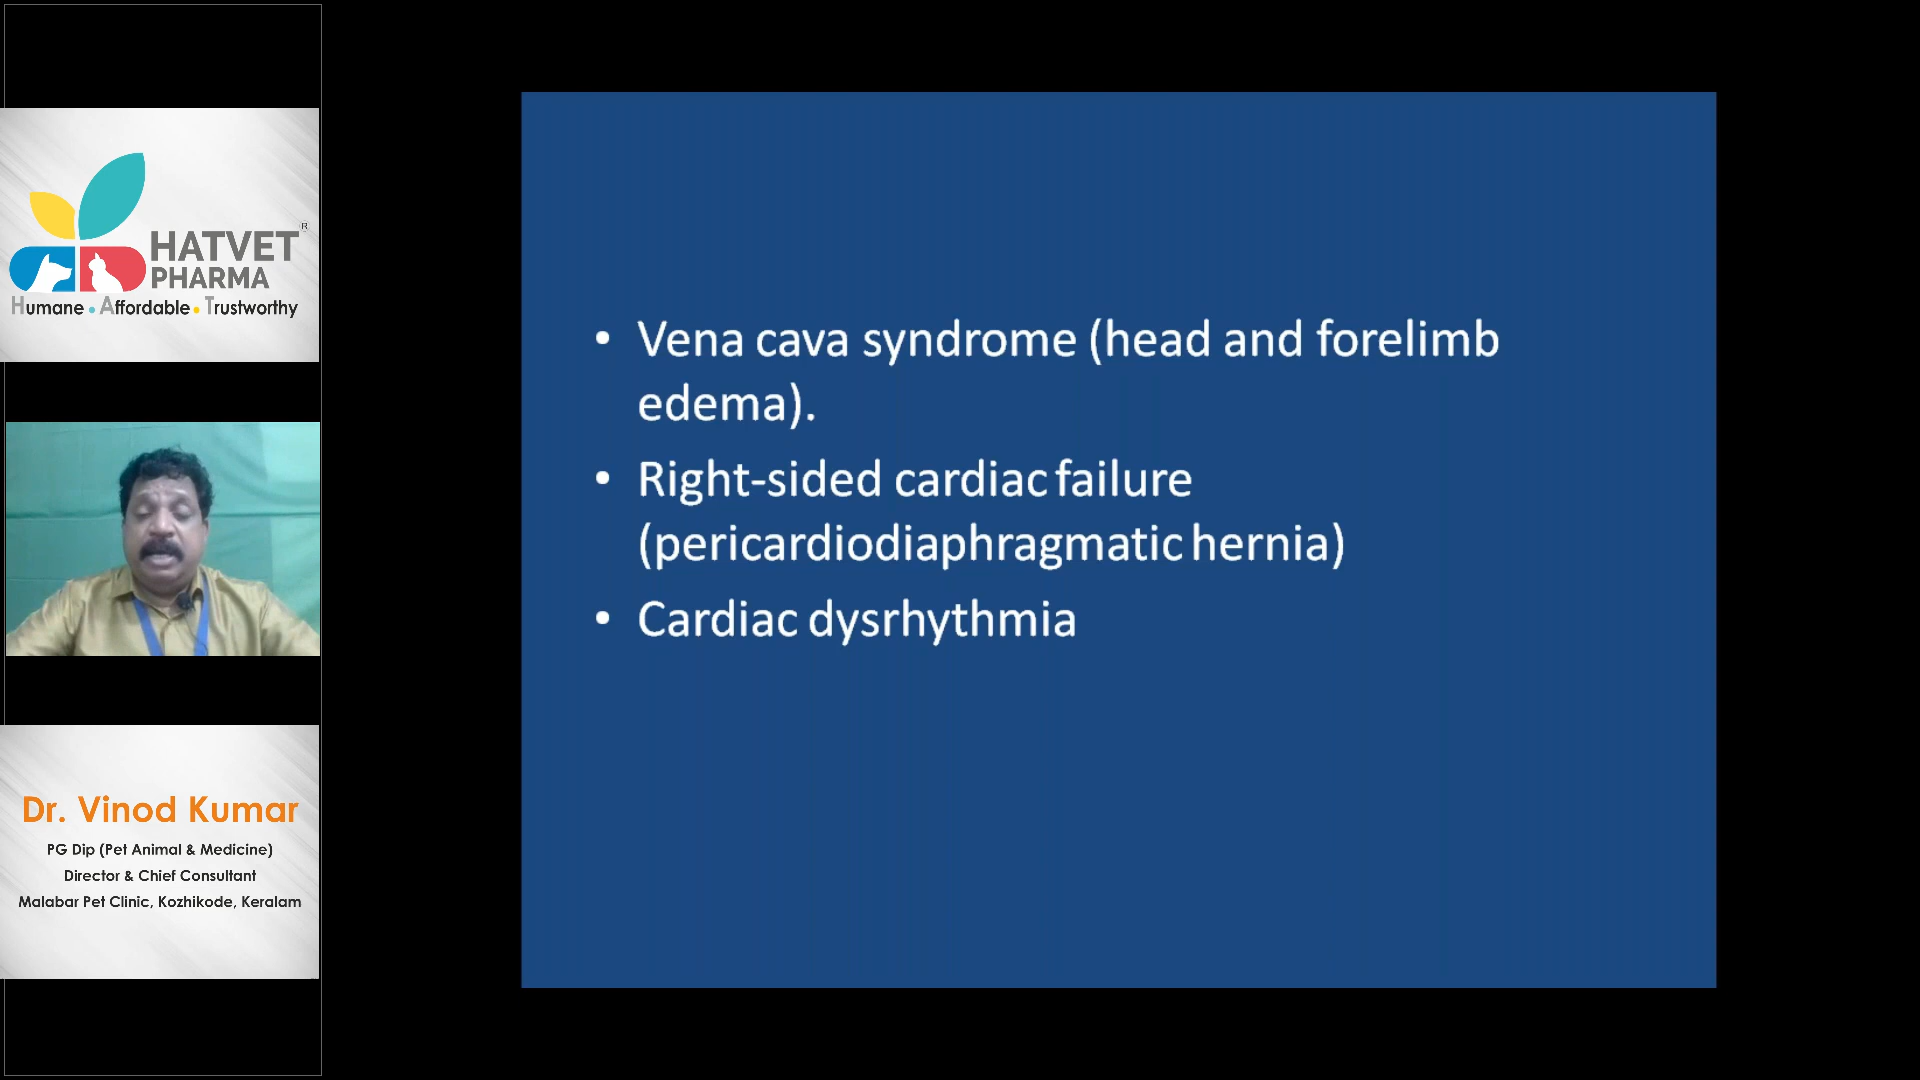 HATVET®
PHARMA
Humane • Affordable • Trustworthy
Dr. Vinod Kumar
PG Dip (Pet Animal & Medicine)
Director & Chief Consultant
Malabar Pet Clinic, Kozhikode, Keralam
• Vena cava syndrome (head and forelimb
edema).
• Right-sided cardiac failure
(pericardiodiaphragmatic hernia)
• Cardiac dysrhythmia